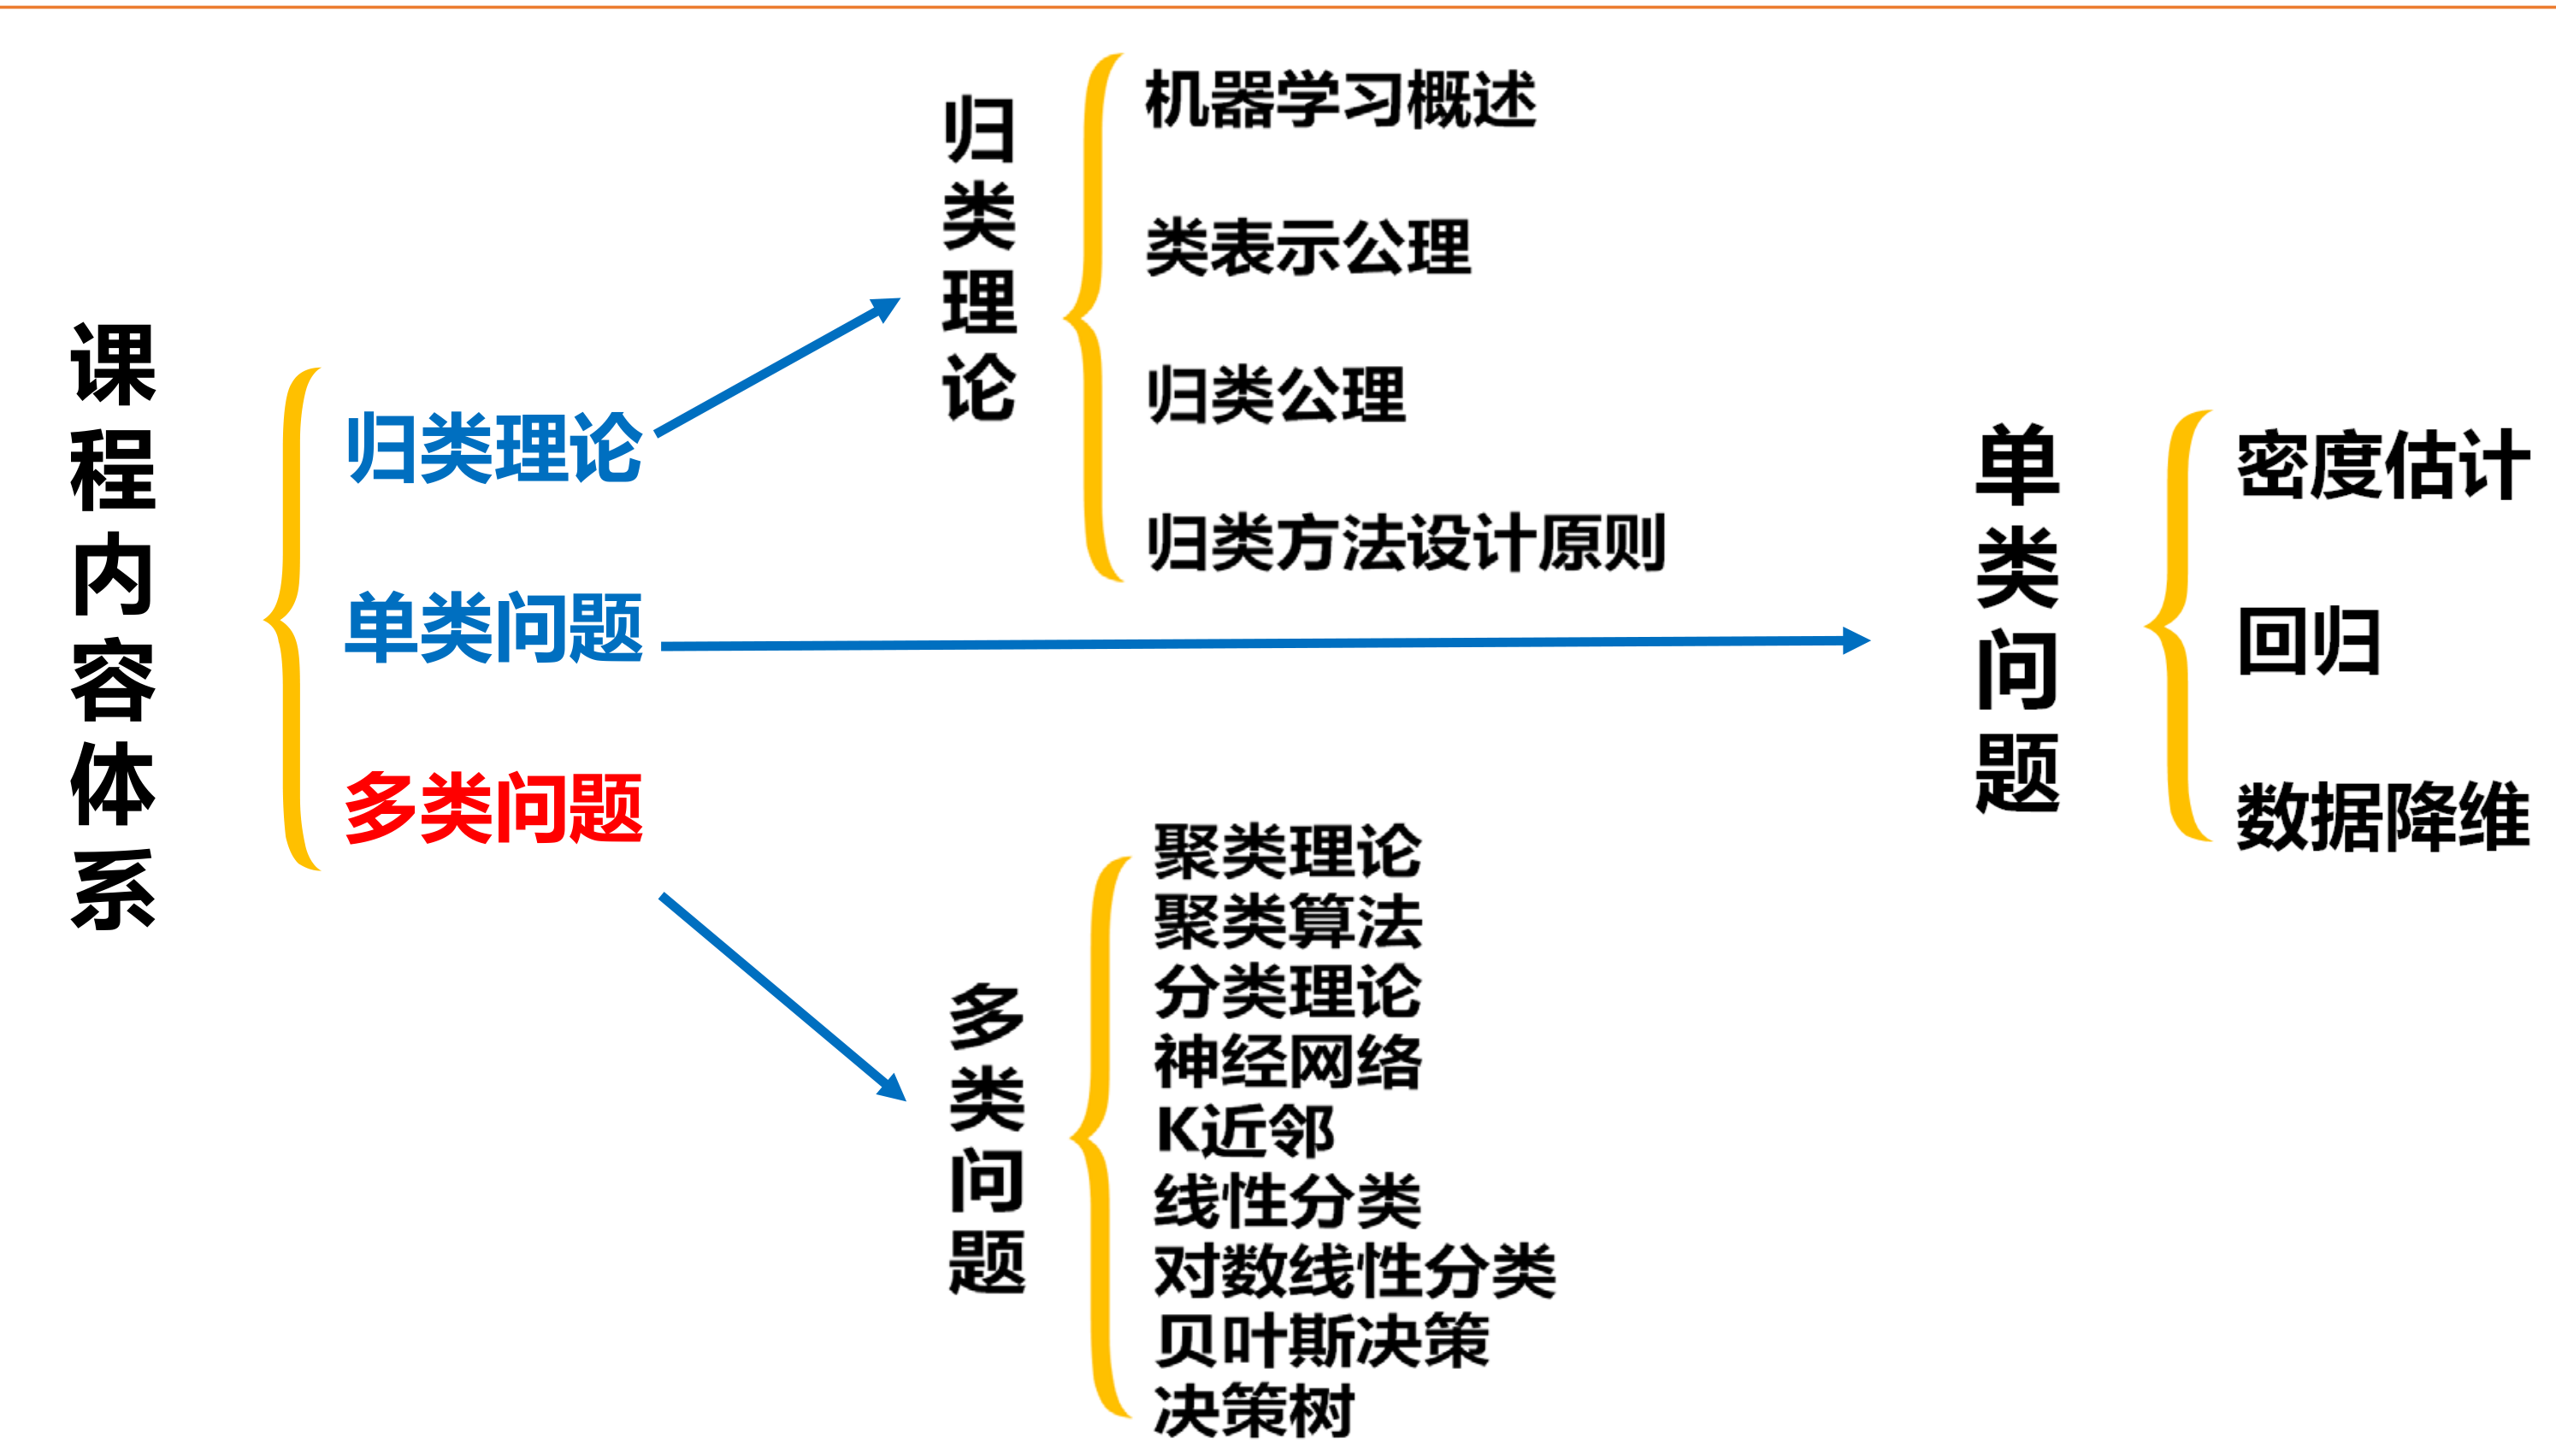 课程内容体系
归类理论
单类问题
多类问题
归类理论
机器学习概述
类表示公理
归类公理
归类方法设计原则
单类问题
密度估计
回归
数据降维
多类问题
聚类理论
聚类算法
分类理论
神经网络
K近邻
线性分类
对数线性分类
贝叶斯决策
决策树